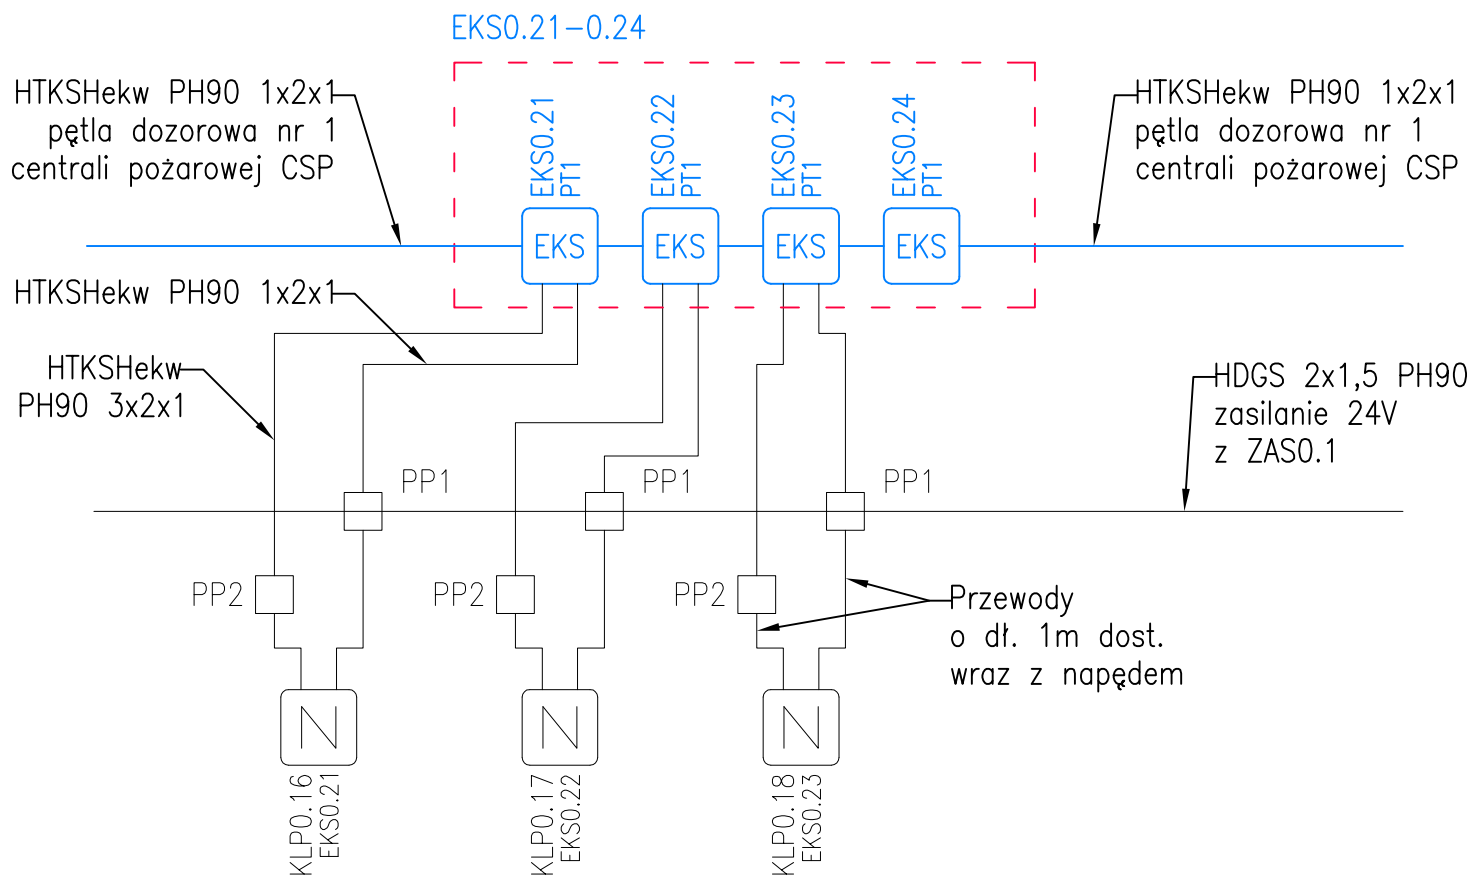 EKS0.21-0.24
HTKSHekw PH90 1x2x1
pętla dozorowa nr 1
centrali pożarowej CSP
EKS0.21
PT1
EKS0.22
PT1
EKS0.23
PT1
EKS0.24
PT1
HTKSHekw PH90 1x2x1
pętla dozorowa nr 1
centrali pożarowej CSP
EKS
EKS
EKS
EKS
HTKSHekw PH90 1x2x1
HTKSHekw
PH90 3x2x1
HDGS 2x1,5 PH90
zasilanie 24V
z ZAS0.1
PP1
PP1
PP1
PP2
PP2
PP2
Przewody
o dł. 1m dost.
wraz z napędem
N
N
N
KLP0.16
EKS0.21
KLP0.17
EKS0.22
KLP0.18
EKS0.23